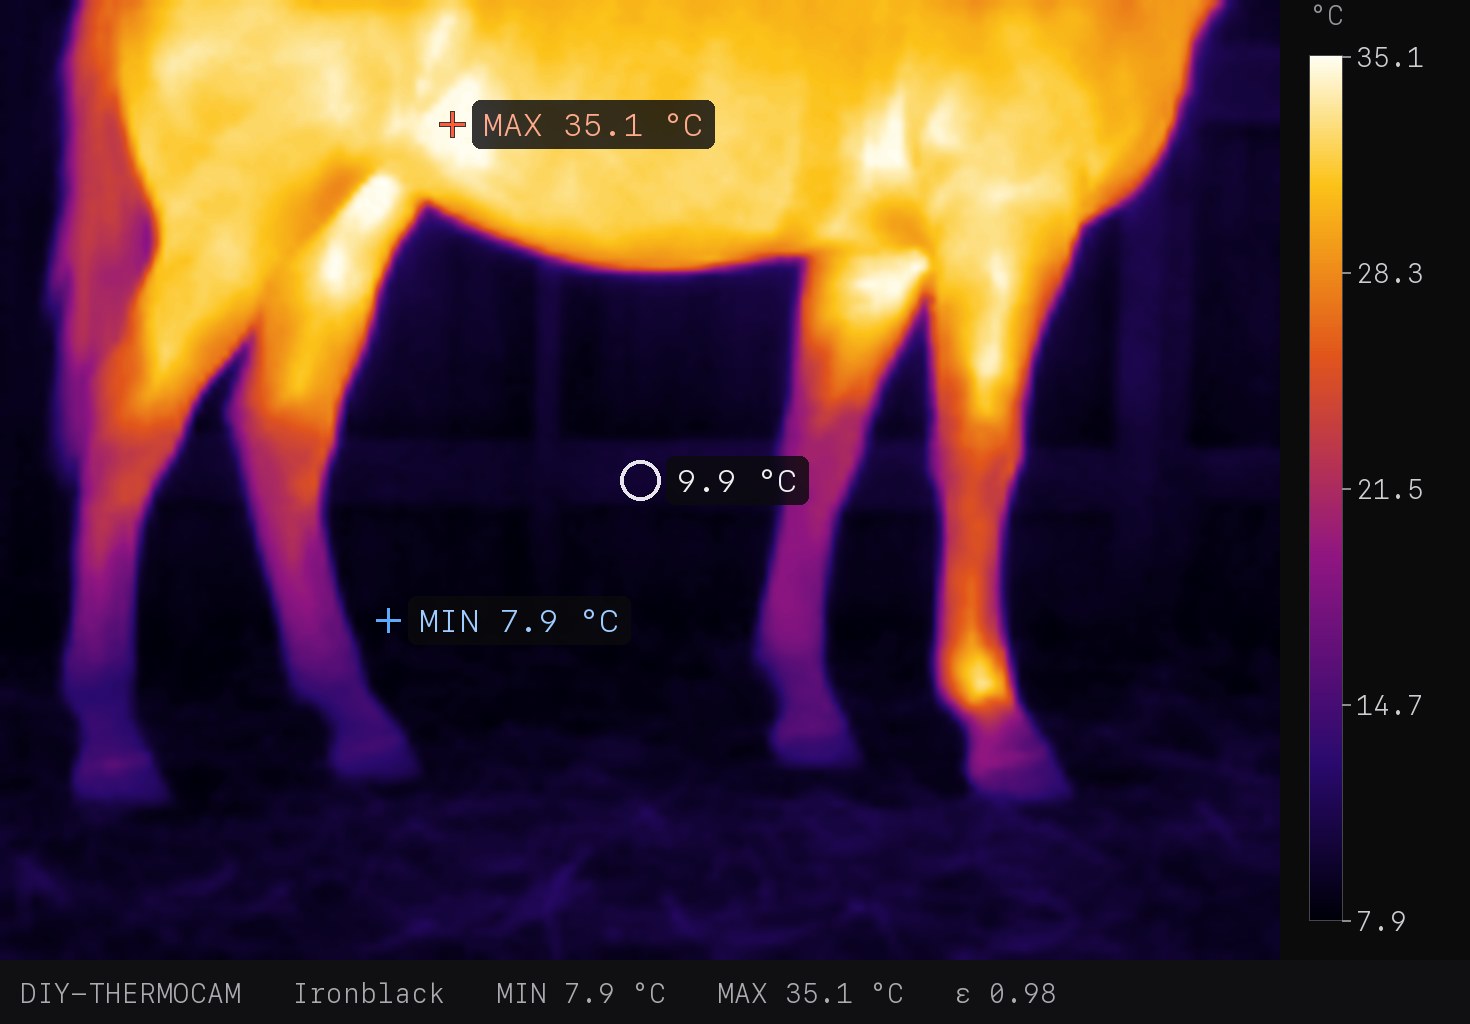 °C
35.1
MAX 35.1 °C
28.3
9.9 °C
21.5
MIN 7.9 °C
14.7
7.9
DIY-THERMOCAM Ironblack MIN 7.9 °C MAX 35.1 °C ε 0.98